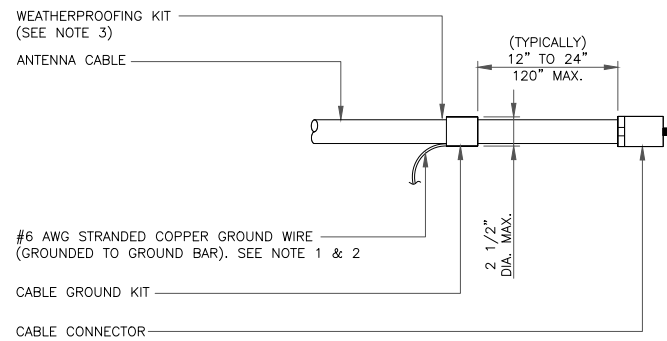 WEATHERPROOFING KIT
(SEE NOTE 3)
ANTENNA CABLE
(TYPICALLY)
12" TO 24"
120" MAX.
2 1/2"
DIA. MAX.
#6 AWG STRANDED COPPER GROUND WIRE
(GROUNDED TO GROUND BAR). SEE NOTE 1 & 2
CABLE GROUND KIT
CABLE CONNECTOR